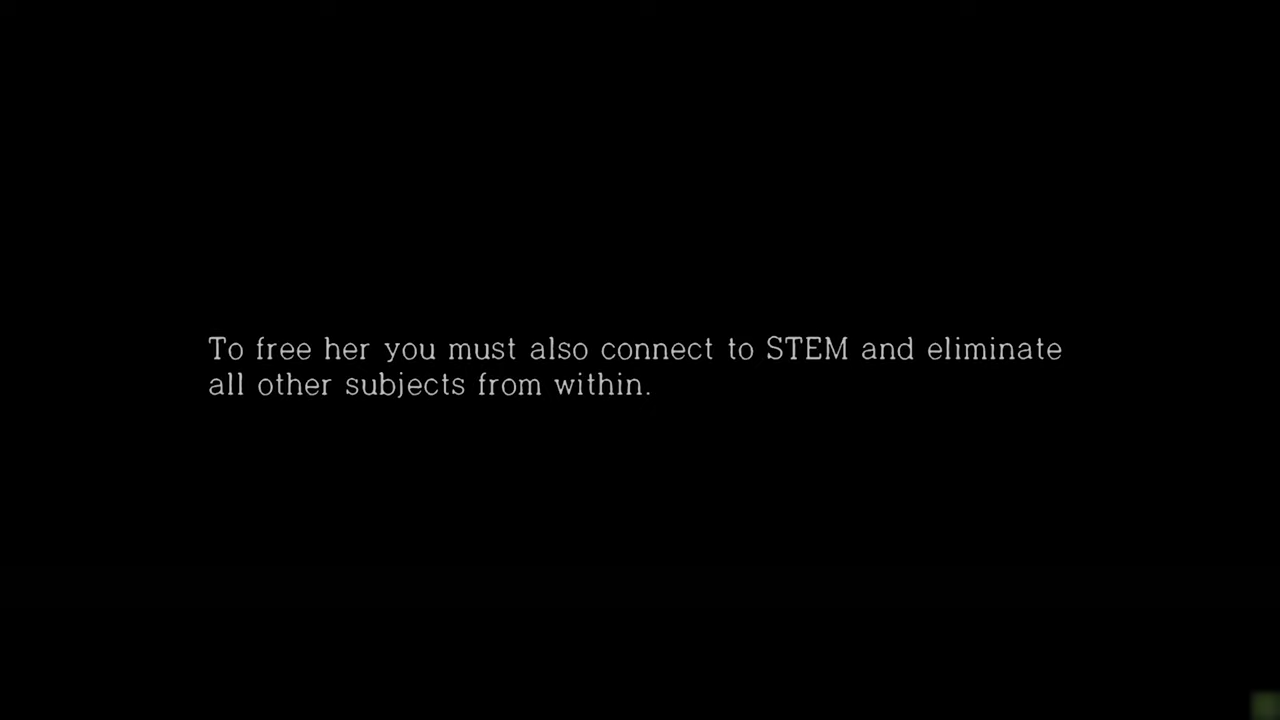 To free her you must also connect to STEM and eliminate
all other subjects from within.